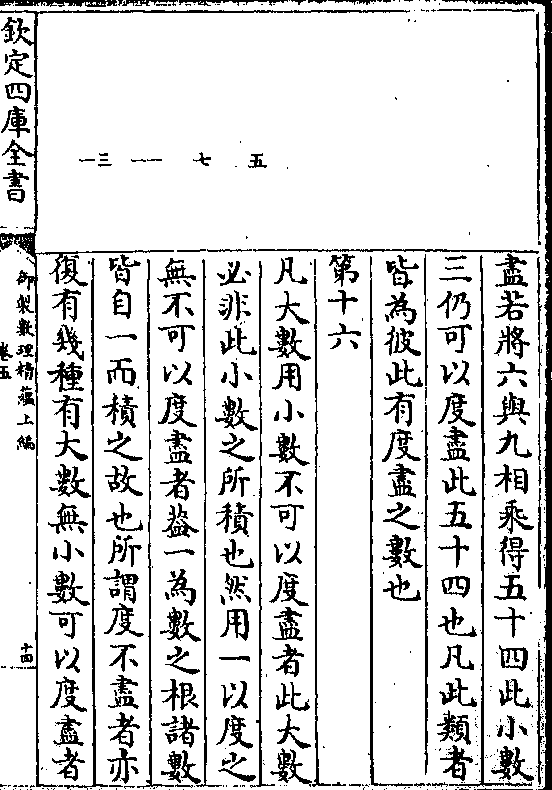 盡若將六與九相乘得五十四此小數
三仍可以度盡此五十四也凡此類者
皆為彼此有度盡之數也
第十六
凡大數用小數不可以度盡者此大數
必非此小數之所積也然用一以度之
無不可以度盡者葢一為數之根諸數
皆自一而積之故也所謂度不盡者亦
復有幾種有大數無小數可以度盡者
五
七
一一
一三
欽定四庫全書
御製數理精蘊上編
卷五
十四